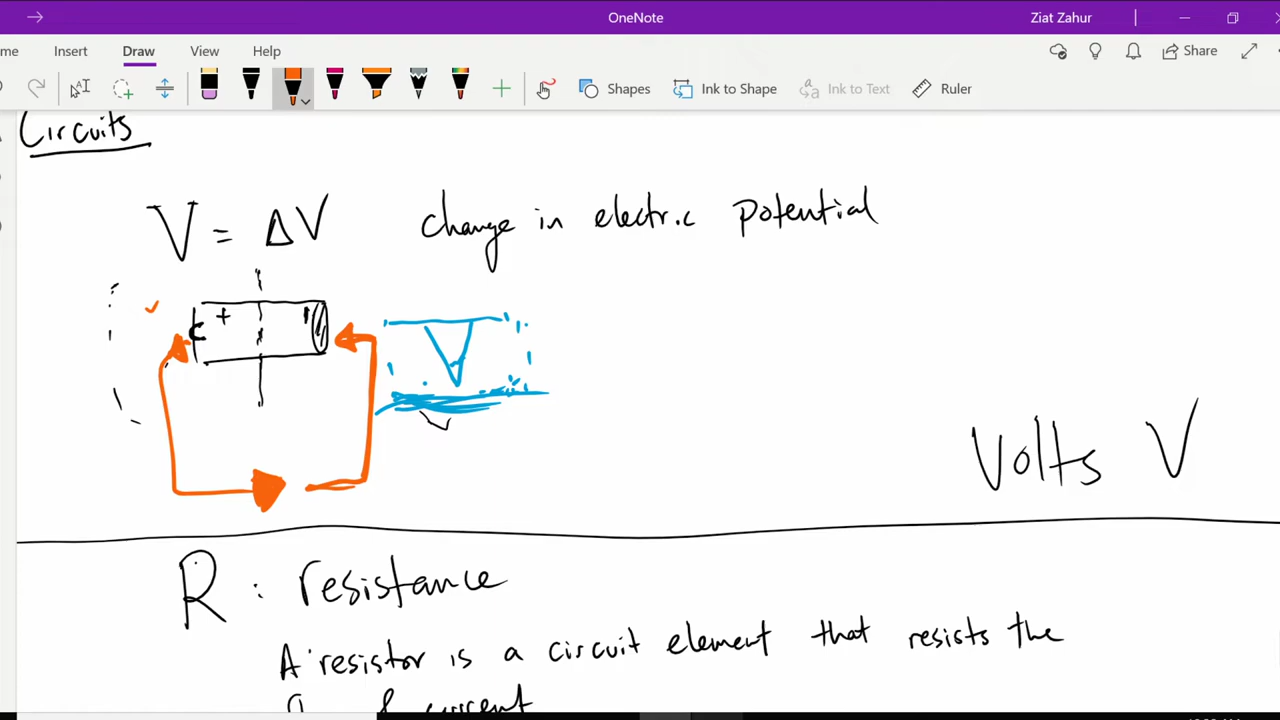 OneNote
Ziat Zahur
Insert Draw View Help
Share
Shapes
Ink to Shape
Ink to Text
Ruler
Circuits
V = ΔV change in electric potential
+
V
Volts V
R : resistance
A resistor is a circuit element that resists the
current